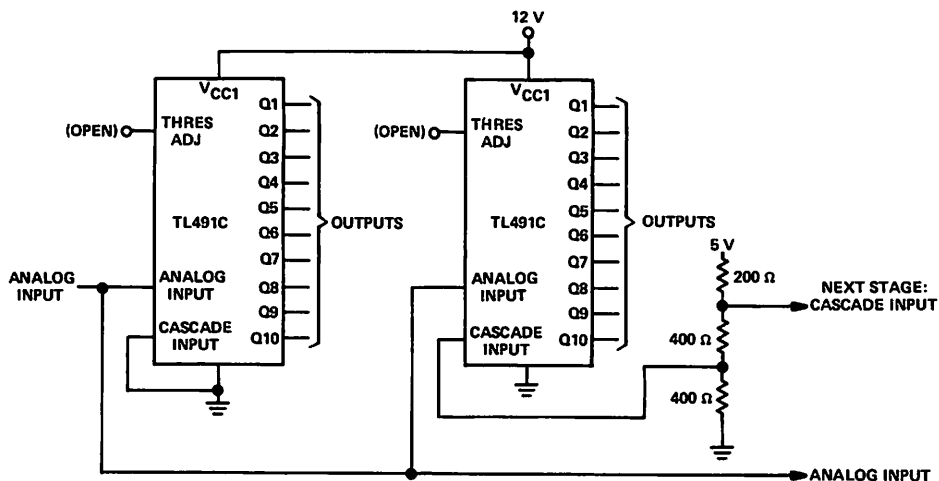 12 V
VCC1
(OPEN)
THRES
ADJ
Q1
Q2
Q3
Q4
Q5
Q6
Q7
Q8
Q9
Q10
TL491C
OUTPUTS
ANALOG
INPUT
ANALOG
INPUT
CASCADE
INPUT
VCC1
(OPEN)
THRES
ADJ
Q1
Q2
Q3
Q4
Q5
Q6
Q7
Q8
Q9
Q10
TL491C
OUTPUTS
ANALOG
INPUT
CASCADE
INPUT
5 V
200 Ω
NEXT STAGE:
CASCADE INPUT
400 Ω
400 Ω
ANALOG INPUT